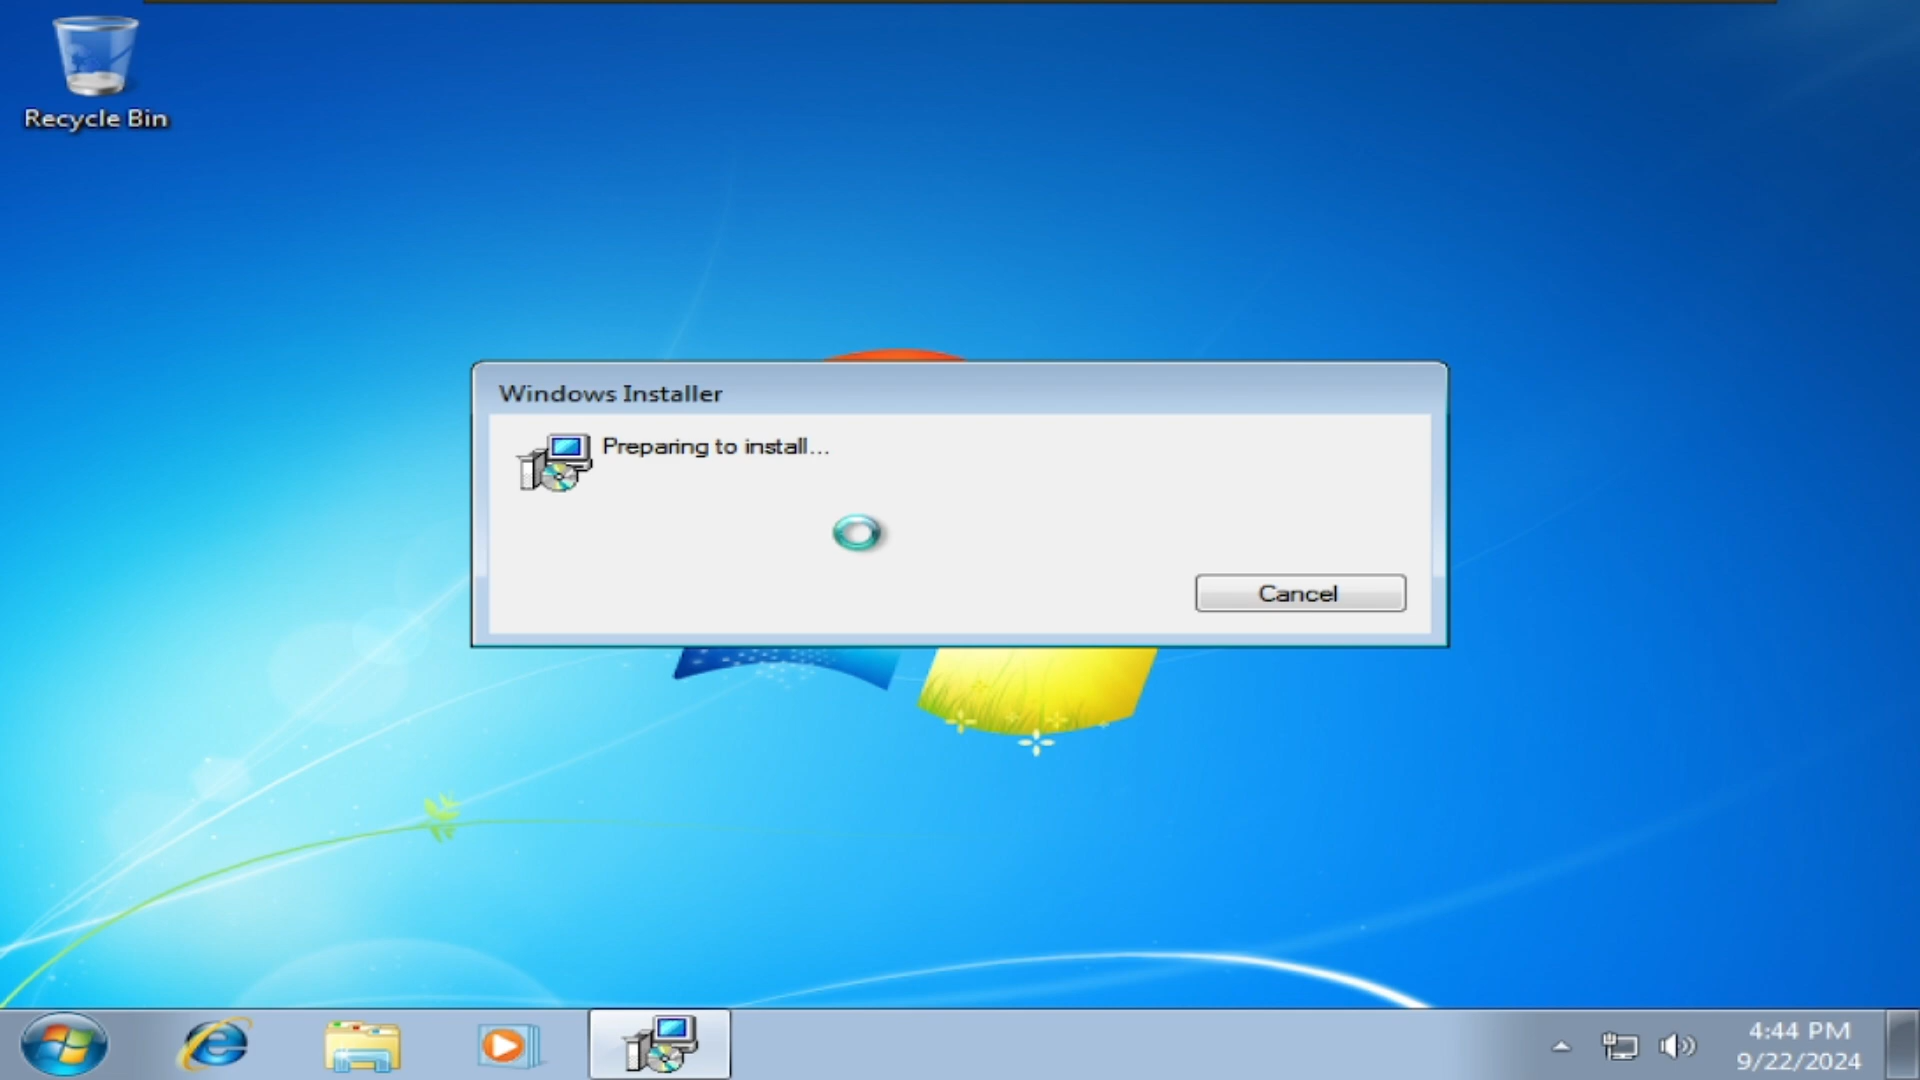 Recycle Bin
Windows Installer
Preparing to install...
Cancel
4:44 PM
9/22/2024